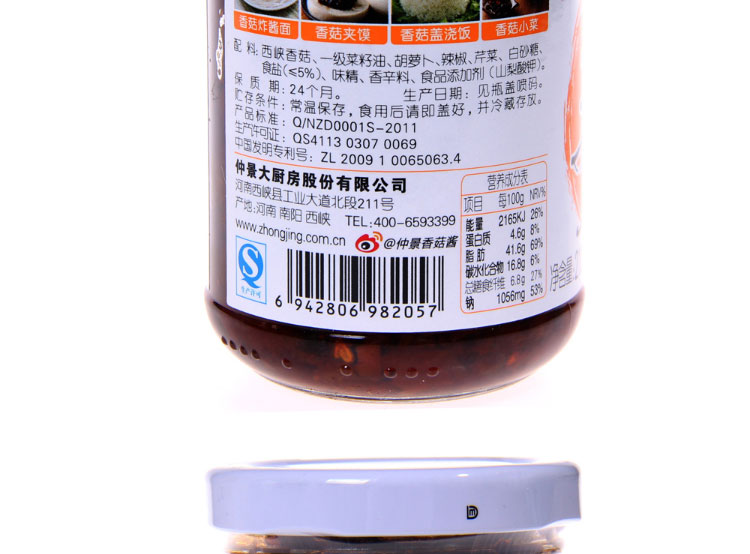 香菇炸酱面 香菇夹馍 香菇盖浇饭 香菇小菜
配料:西峡香菇、一级菜籽油、胡萝卜、辣椒、芹菜、白砂糖、
食盐(≤5%)、味精、香辛料、食品添加剂(山梨酸钾)。
保质期:24个月。 生产日期:见瓶盖喷码。
贮存条件:常温保存,食用后请即盖好,并冷藏存放。
产品标准:Q/NZD0001S-2011
生产许可证:QS4113 0307 0069
中国发明专利号:ZL 2009 1 0065063.4
仲景大厨房股份有限公司
河南西峡县工业大道北段211号
产地:河南 南阳 西峡 TEL:400-6593399
www.zhongjing.com.cn @仲景香菇酱
QS
生产许可
6 942806 982057
营养成分表
项目 每100g NRV%
能量 2165KJ 26%
蛋白质 4.6g 8%
脂肪 41.6g 69%
碳水化合物 16.8g 6%
总膳食纤维 6.8g 27%
钠 1056mg 53%
净含量: